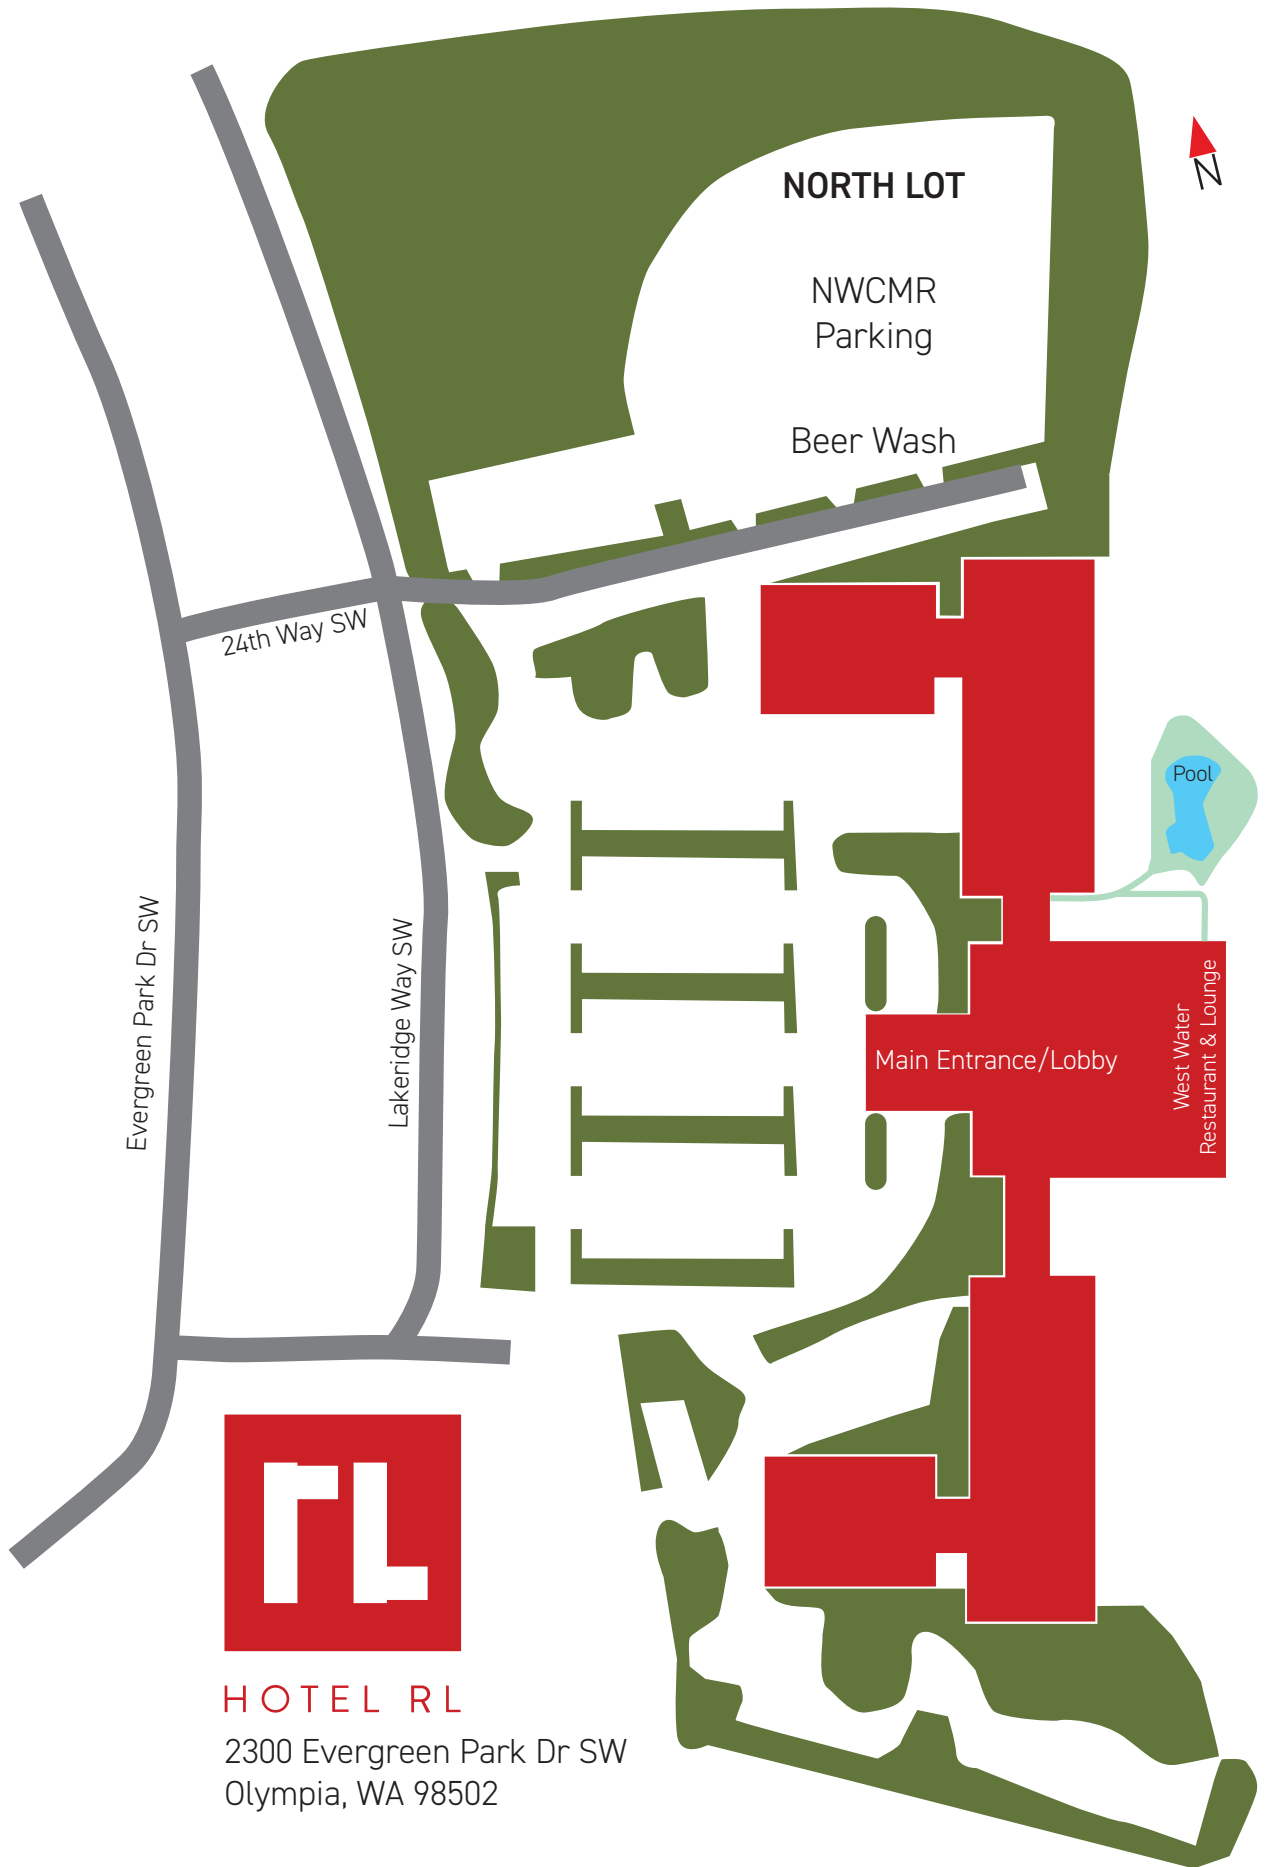 NORTH LOT
N
NWCMR
Parking
Beer Wash
24th Way SW
Pool
Evergreen Park Dr SW
Lakeridge Way SW
Main Entrance/Lobby
West Water
Restaurant & Lounge
rL
HOTEL RL
2300 Evergreen Park Dr SW
Olympia, WA 98502